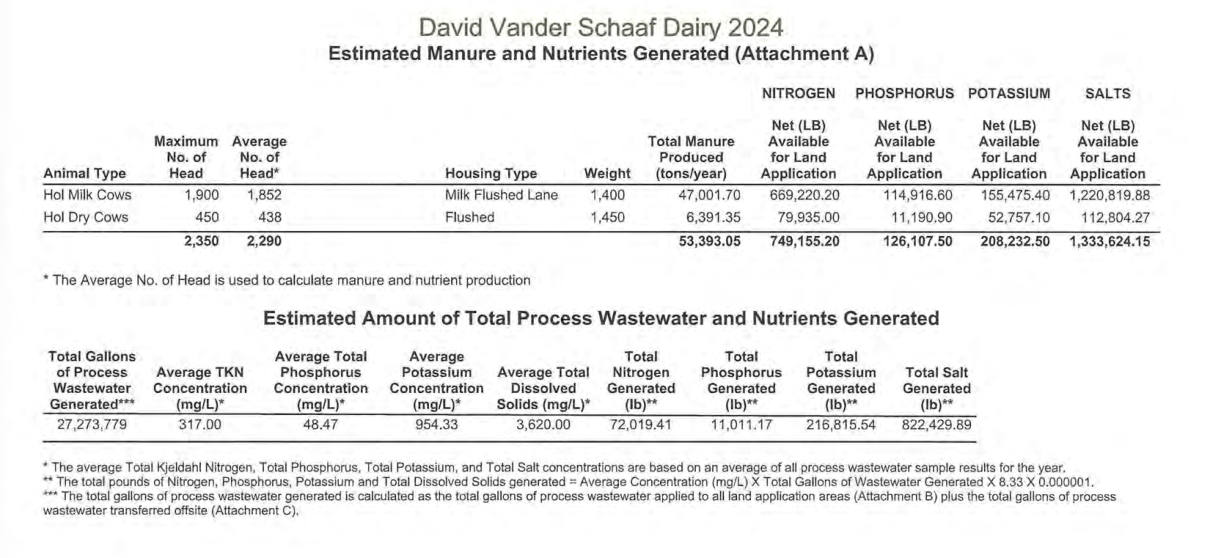 David Vander Schaaf Dairy 2024
Estimated Manure and Nutrients Generated (Attachment A)
NITROGEN PHOSPHORUS POTASSIUM SALTS
Animal Type Maximum No. of Head Average No. of Head* Housing Type Weight Total Manure Produced (tons/year) Net (LB) Available for Land Application Net (LB) Available for Land Application Net (LB) Available for Land Application Net (LB) Available for Land Application
Hol Milk Cows 1,900 1,852 Milk Flushed Lane 1,400 47,001.70 669,220.20 114,916.60 155,475.40 1,220,819.88
Hol Dry Cows 450 438 Flushed 1,450 6,391.35 79,935.00 11,190.90 52,757.10 112,804.27
2,350 2,290 53,393.05 749,155.20 126,107.50 208,232.50 1,333,624.15
* The Average No. of Head is used to calculate manure and nutrient production
Estimated Amount of Total Process Wastewater and Nutrients Generated
Total Gallons of Process Wastewater Generated*** Average TKN Concentration (mg/L)* Average Total Phosphorus Concentration (mg/L)* Average Potassium Concentration (mg/L)* Average Total Dissolved Solids (mg/L)* Total Nitrogen Generated (lb)** Total Phosphorus Generated (lb)** Total Potassium Generated (lb)** Total Salt Generated (lb)**
27,273,779 317.00 48.47 954.33 3,620.00 72,019.41 11,011.17 216,815.54 822,429.89
* The average Total Kjeldahl Nitrogen, Total Phosphorus, Total Potassium, and Total Salt concentrations are based on an average of all process wastewater sample results for the year.
** The total pounds of Nitrogen, Phosphorus, Potassium and Total Dissolved Solids generated = Average Concentration (mg/L) X Total Gallons of Wastewater Generated X 8.33 X 0.000001.
*** The total gallons of process wastewater generated is calculated as the total gallons of process wastewater applied to all land application areas (Attachment B) plus the total gallons of process
wastewater transferred offsite (Attachment C).